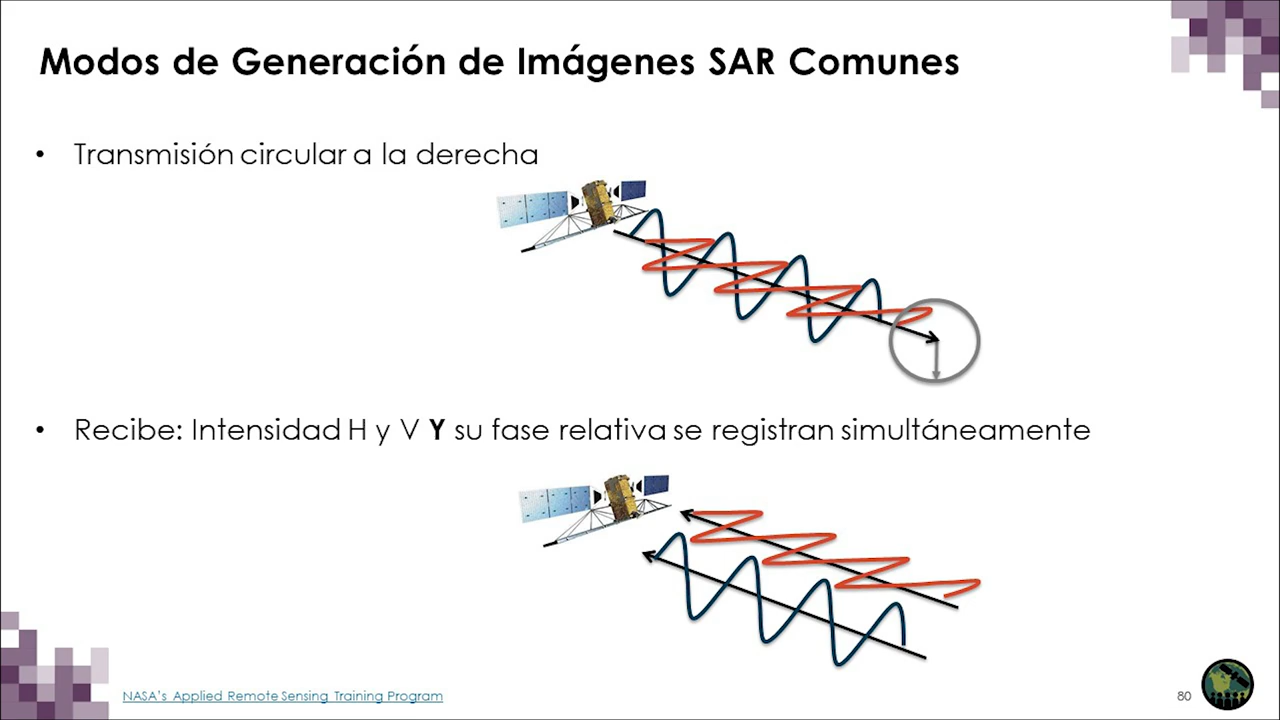 Modos de Generación de Imágenes SAR Comunes
• Transmisión circular a la derecha
• Recibe: Intensidad H y V Y su fase relativa se registran simultáneamente
NASA's Applied Remote Sensing Training Program
80